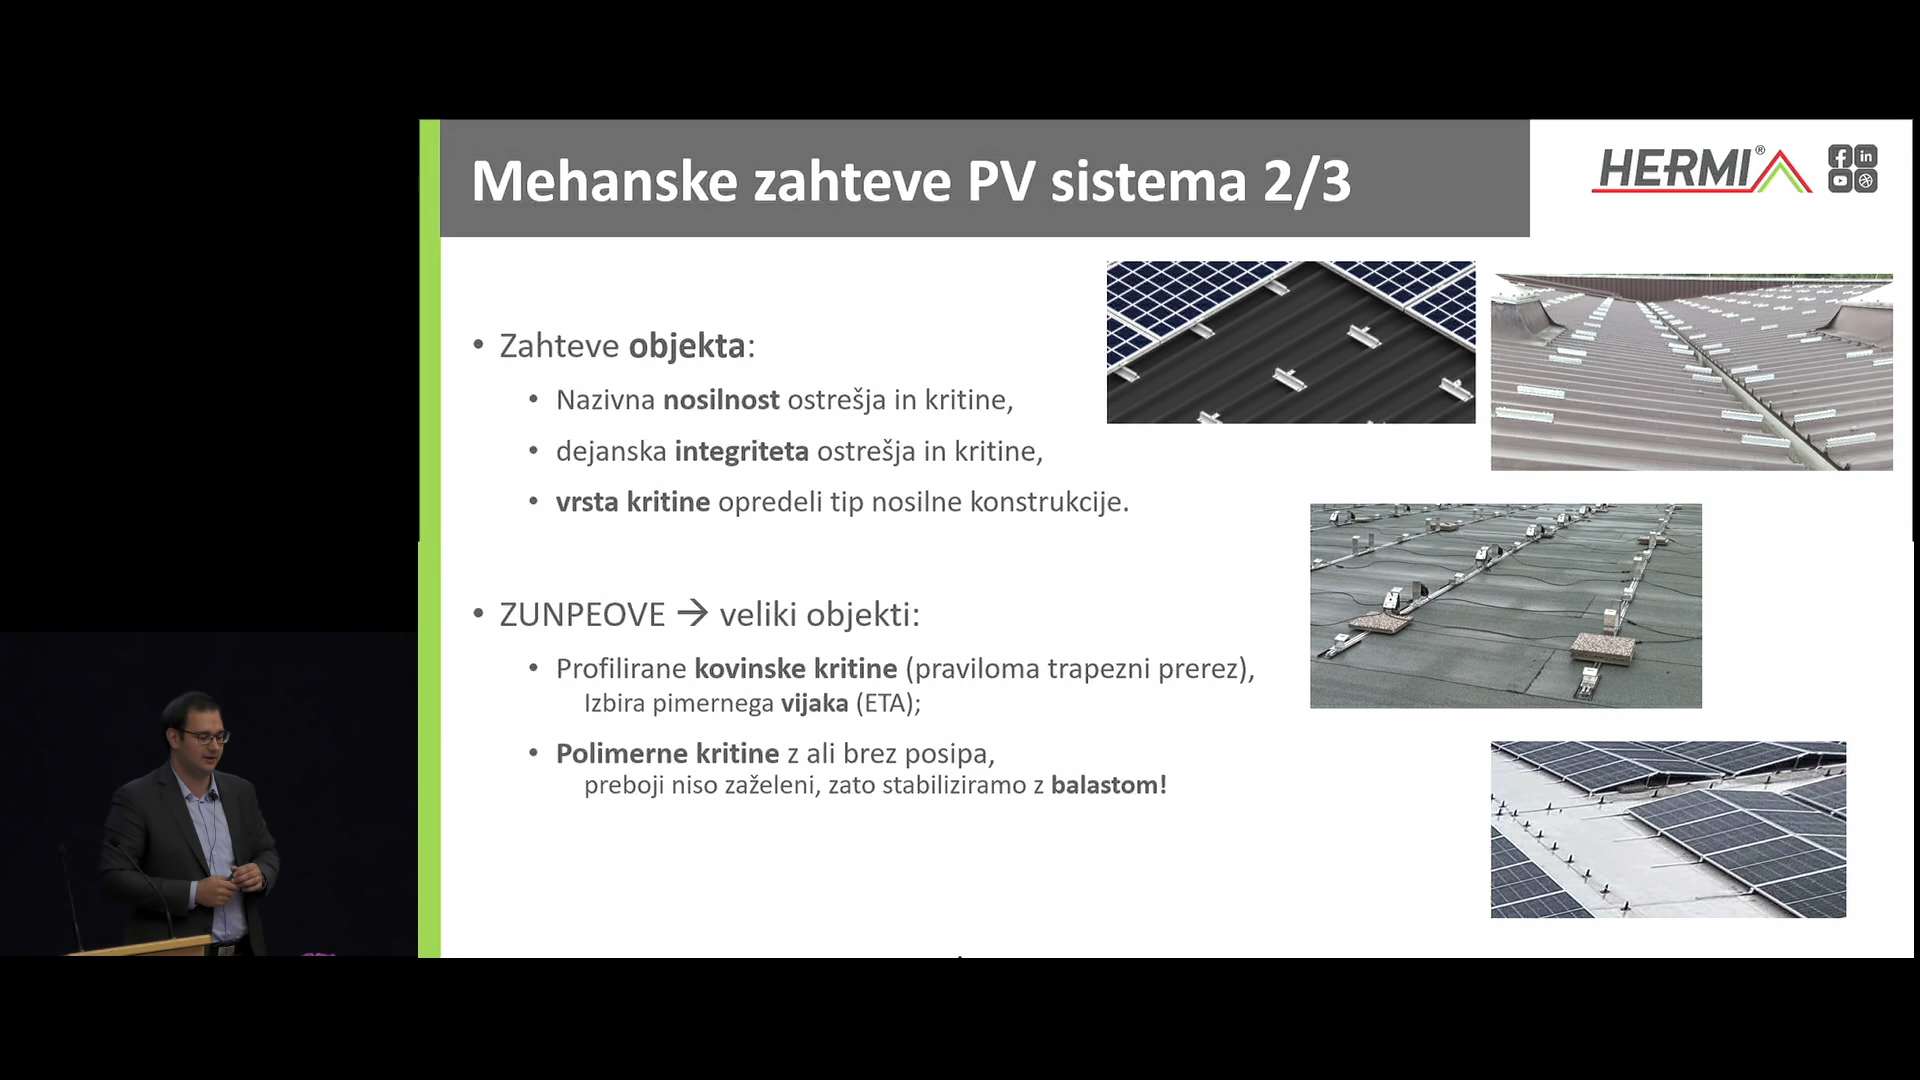 Mehanske zahteve PV sistema 2/3
HERMI®
• Zahteve objekta:
• Nazivna nosilnost ostrešja in kritine,
• dejanska integriteta ostrešja in kritine,
• vrsta kritine opredeli tip nosilne konstrukcije.
• ZUNPEOVE → veliki objekti:
• Profilirane kovinske kritine (praviloma trapezni prerez),
Izbira pimernega vijaka (ETA);
• Polimerne kritine z ali brez posipa,
preboji niso zaželeni, zato stabiliziramo z balastom!